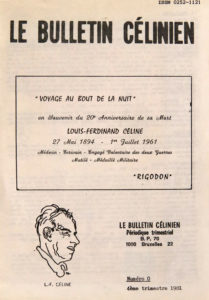 ISSN 0252-1121
LE BULLETIN CÉLINIEN
"VOYAGE AU BOUT DE LA NUIT"
en Souvenir du 20e Anniversaire de sa Mort
LOUIS-FERDINAND CÉLINE
27 Mai 1894 - 1er Juillet 1961
Médecin - Ecrivain - Engagé Volontaire des deux Guerres
Mutilé - Médaillé Militaire
"RIGODON"
LE BULLETIN CÉLINIEN
Périodique trimestriel
B.P. 70
1000 Bruxelles 22
L.-F. CÉLINE
Numéro 0
4ème trimestre 1981